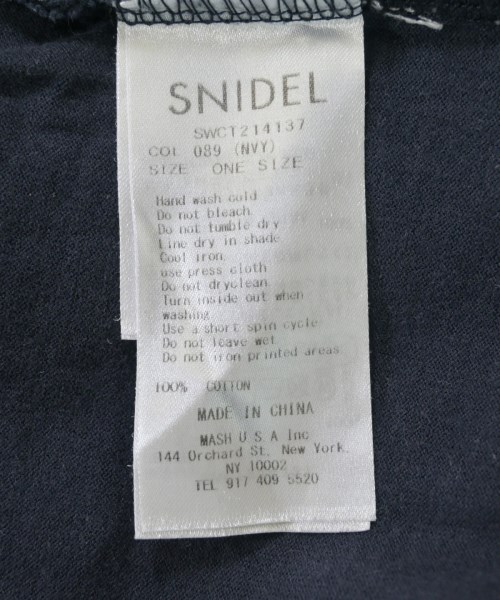 SNIDEL
SWCT214137
COL 089 (NVY)
SIZE ONE SIZE
Hand wash cold
Do not bleach.
Do not tumble dry
Line dry in shade
Cool iron.
use press cloth
Do not dryclean.
Turn inside out when
washing.
Use a short spin cycle.
Do not leave wet.
Do not iron printed areas.
100% COTTON
MADE IN CHINA
MASH U S A Inc
144 Orchard St. New York.
NY 10002
TEL 917 409 5520